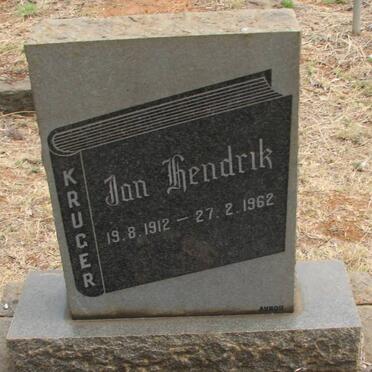 KRUGER
Jan Hendrik
19.8.1912 — 27.2.1962